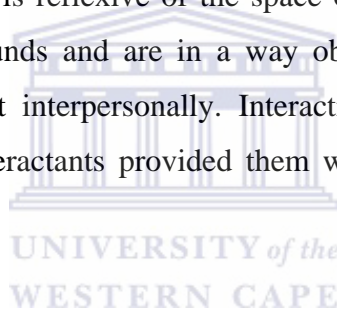 is reflexive of the space
unds and are in a way ob
t interpersonally. Interacti
eractants provided them w
UNIVERSITY of the
WESTERN CAPE